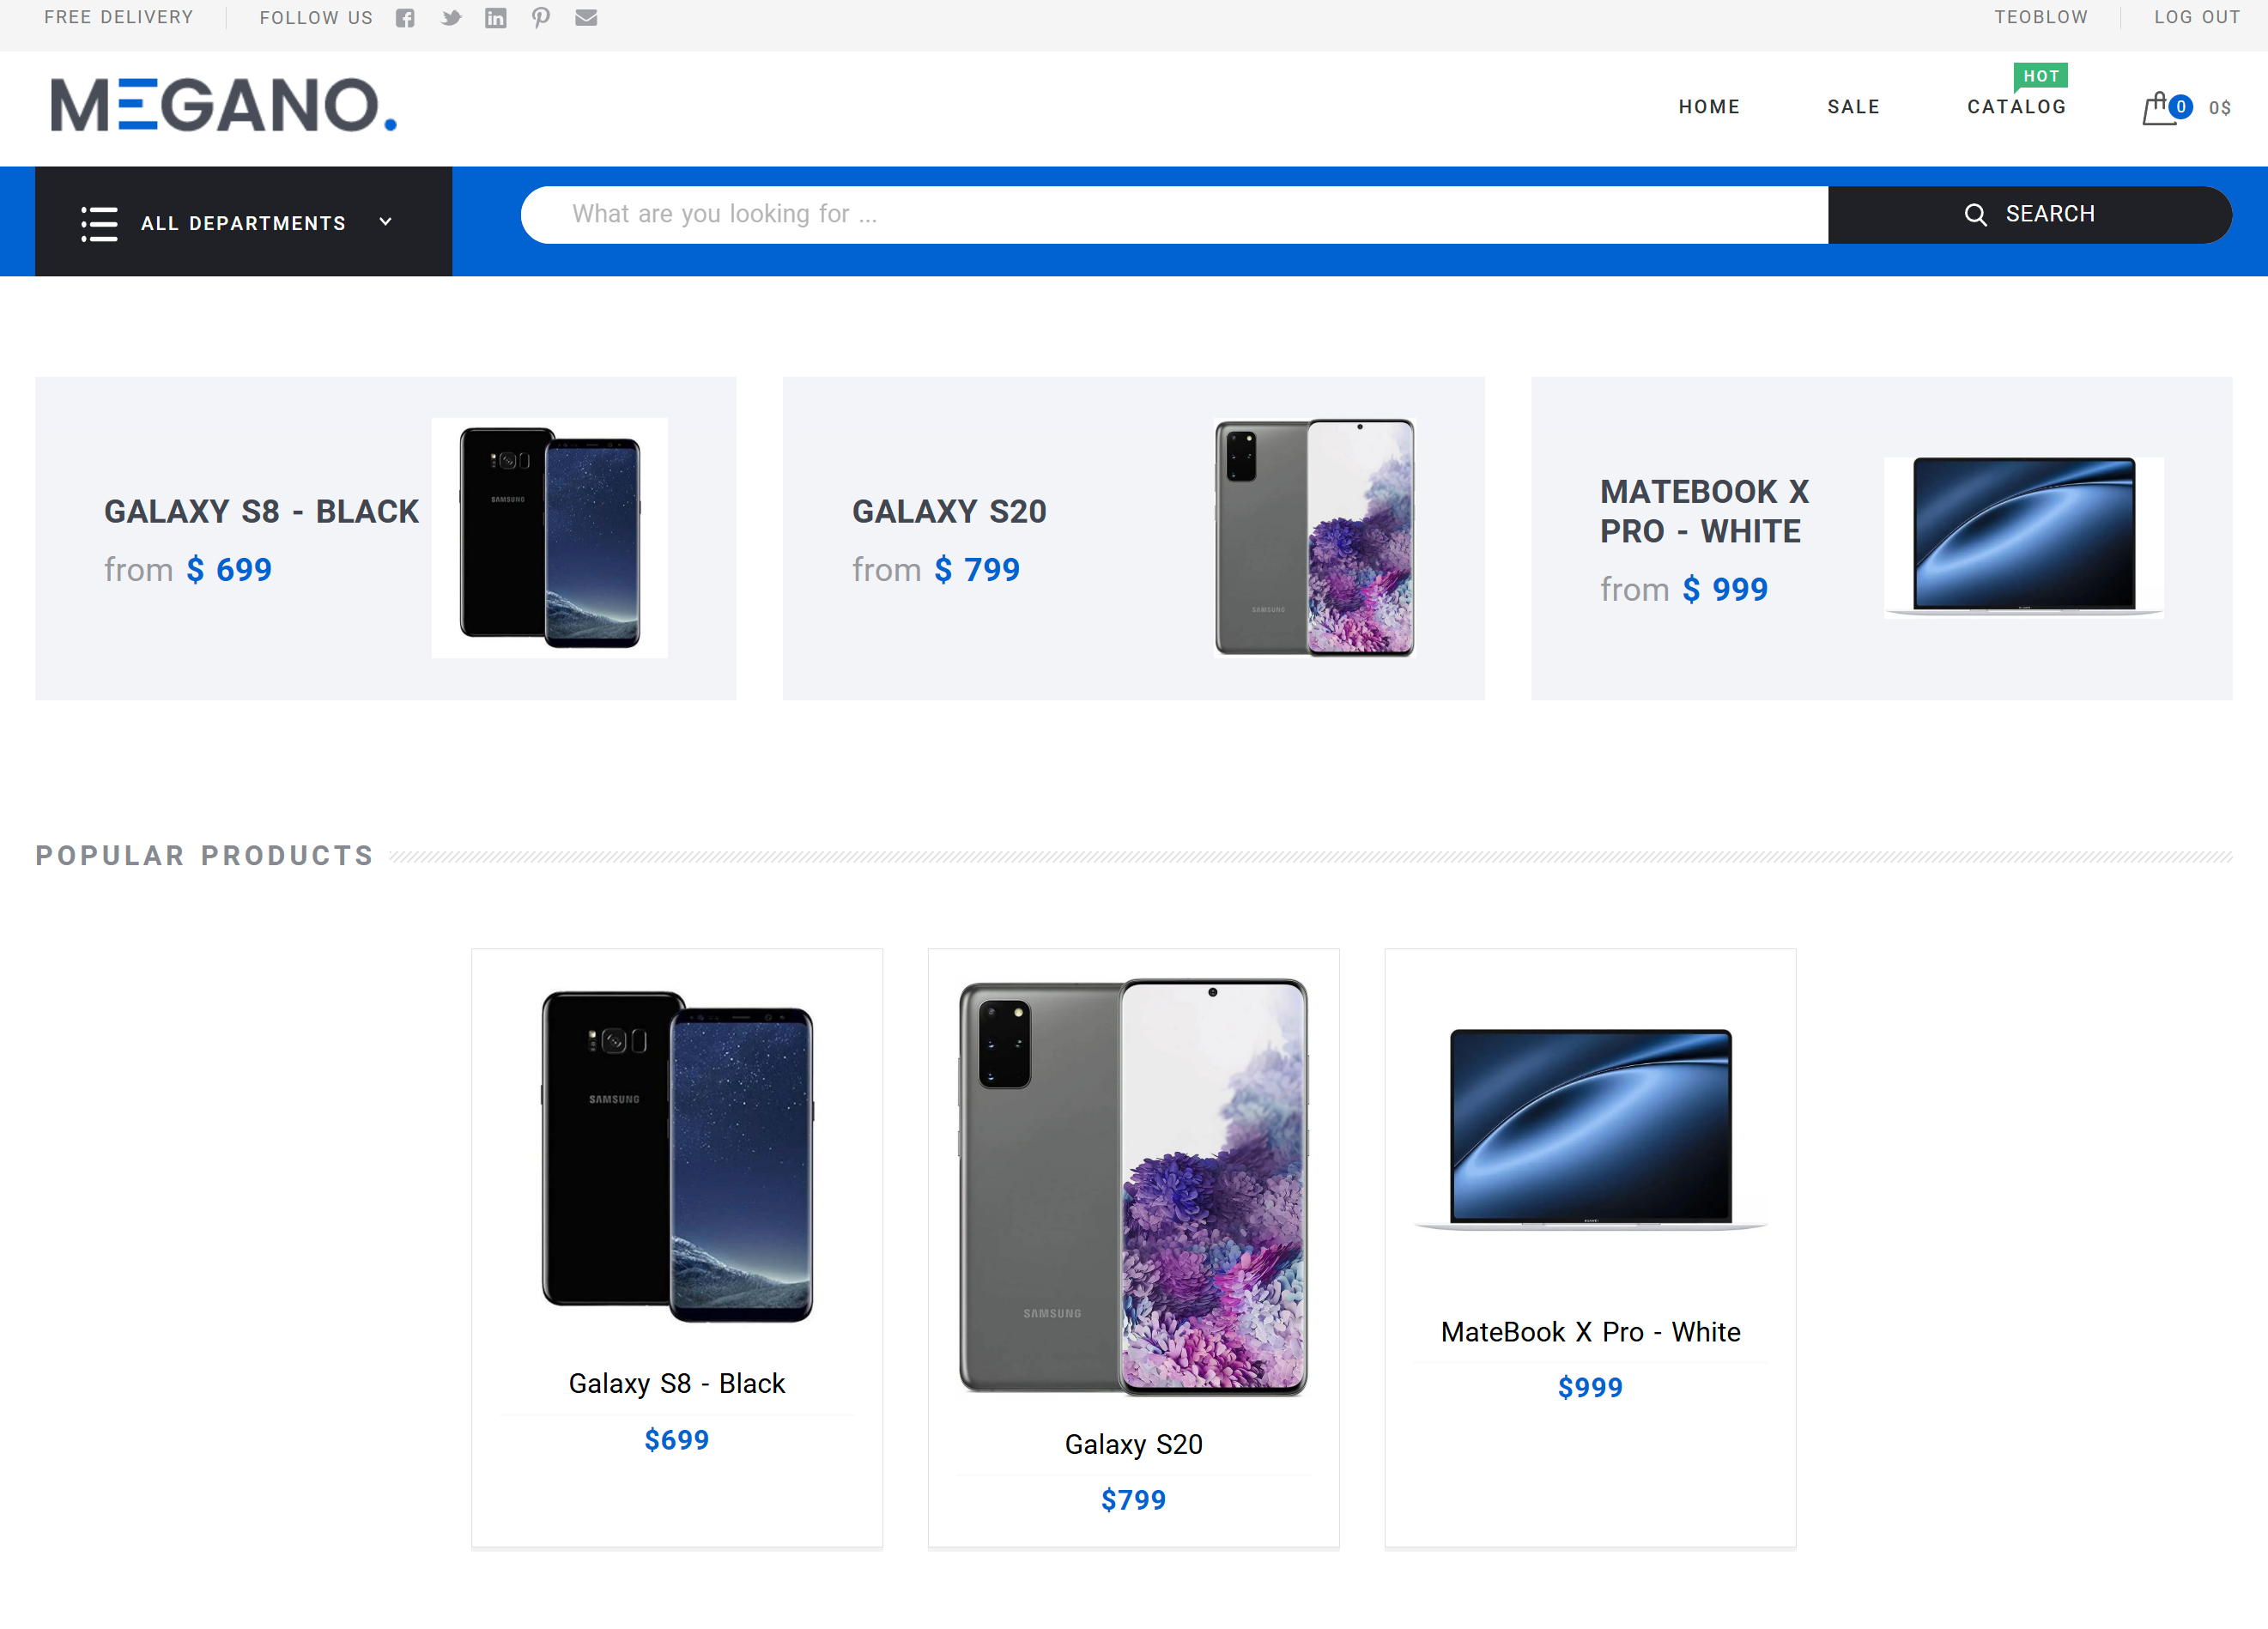 FREE DELIVERY
FOLLOW US
TEOBLOW
LOG OUT
MEGANO.
HOME
SALE
HOT
CATALOG
0
0$
ALL DEPARTMENTS
What are you looking for ...
SEARCH
GALAXY S8 - BLACK
from $ 699
SAMSUNG
GALAXY S20
from $ 799
SAMSUNG
MATEBOOK X
PRO - WHITE
from $ 999
POPULAR PRODUCTS
SAMSUNG
Galaxy S8 - Black
$699
SAMSUNG
Galaxy S20
$799
MateBook X Pro - White
$999